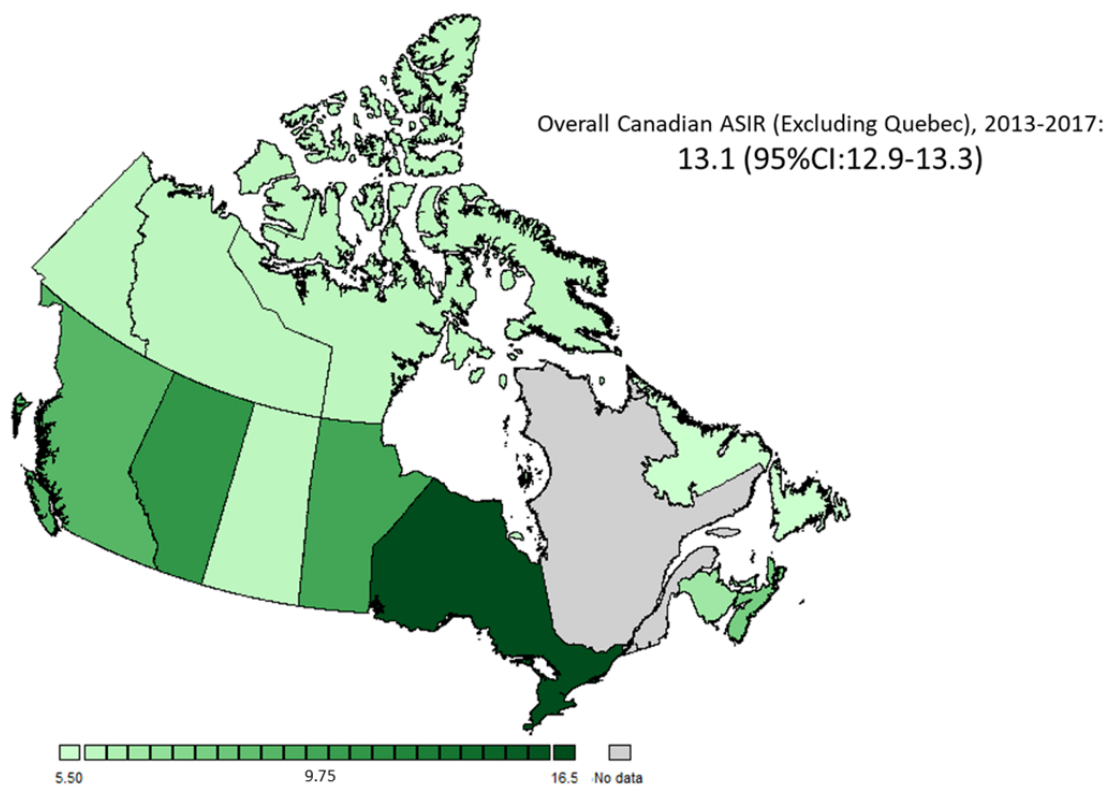 Overall Canadian ASIR (Excluding Quebec), 2013-2017:
13.1 (95%CI:12.9-13.3)
5.50 9.75 16.5 No data